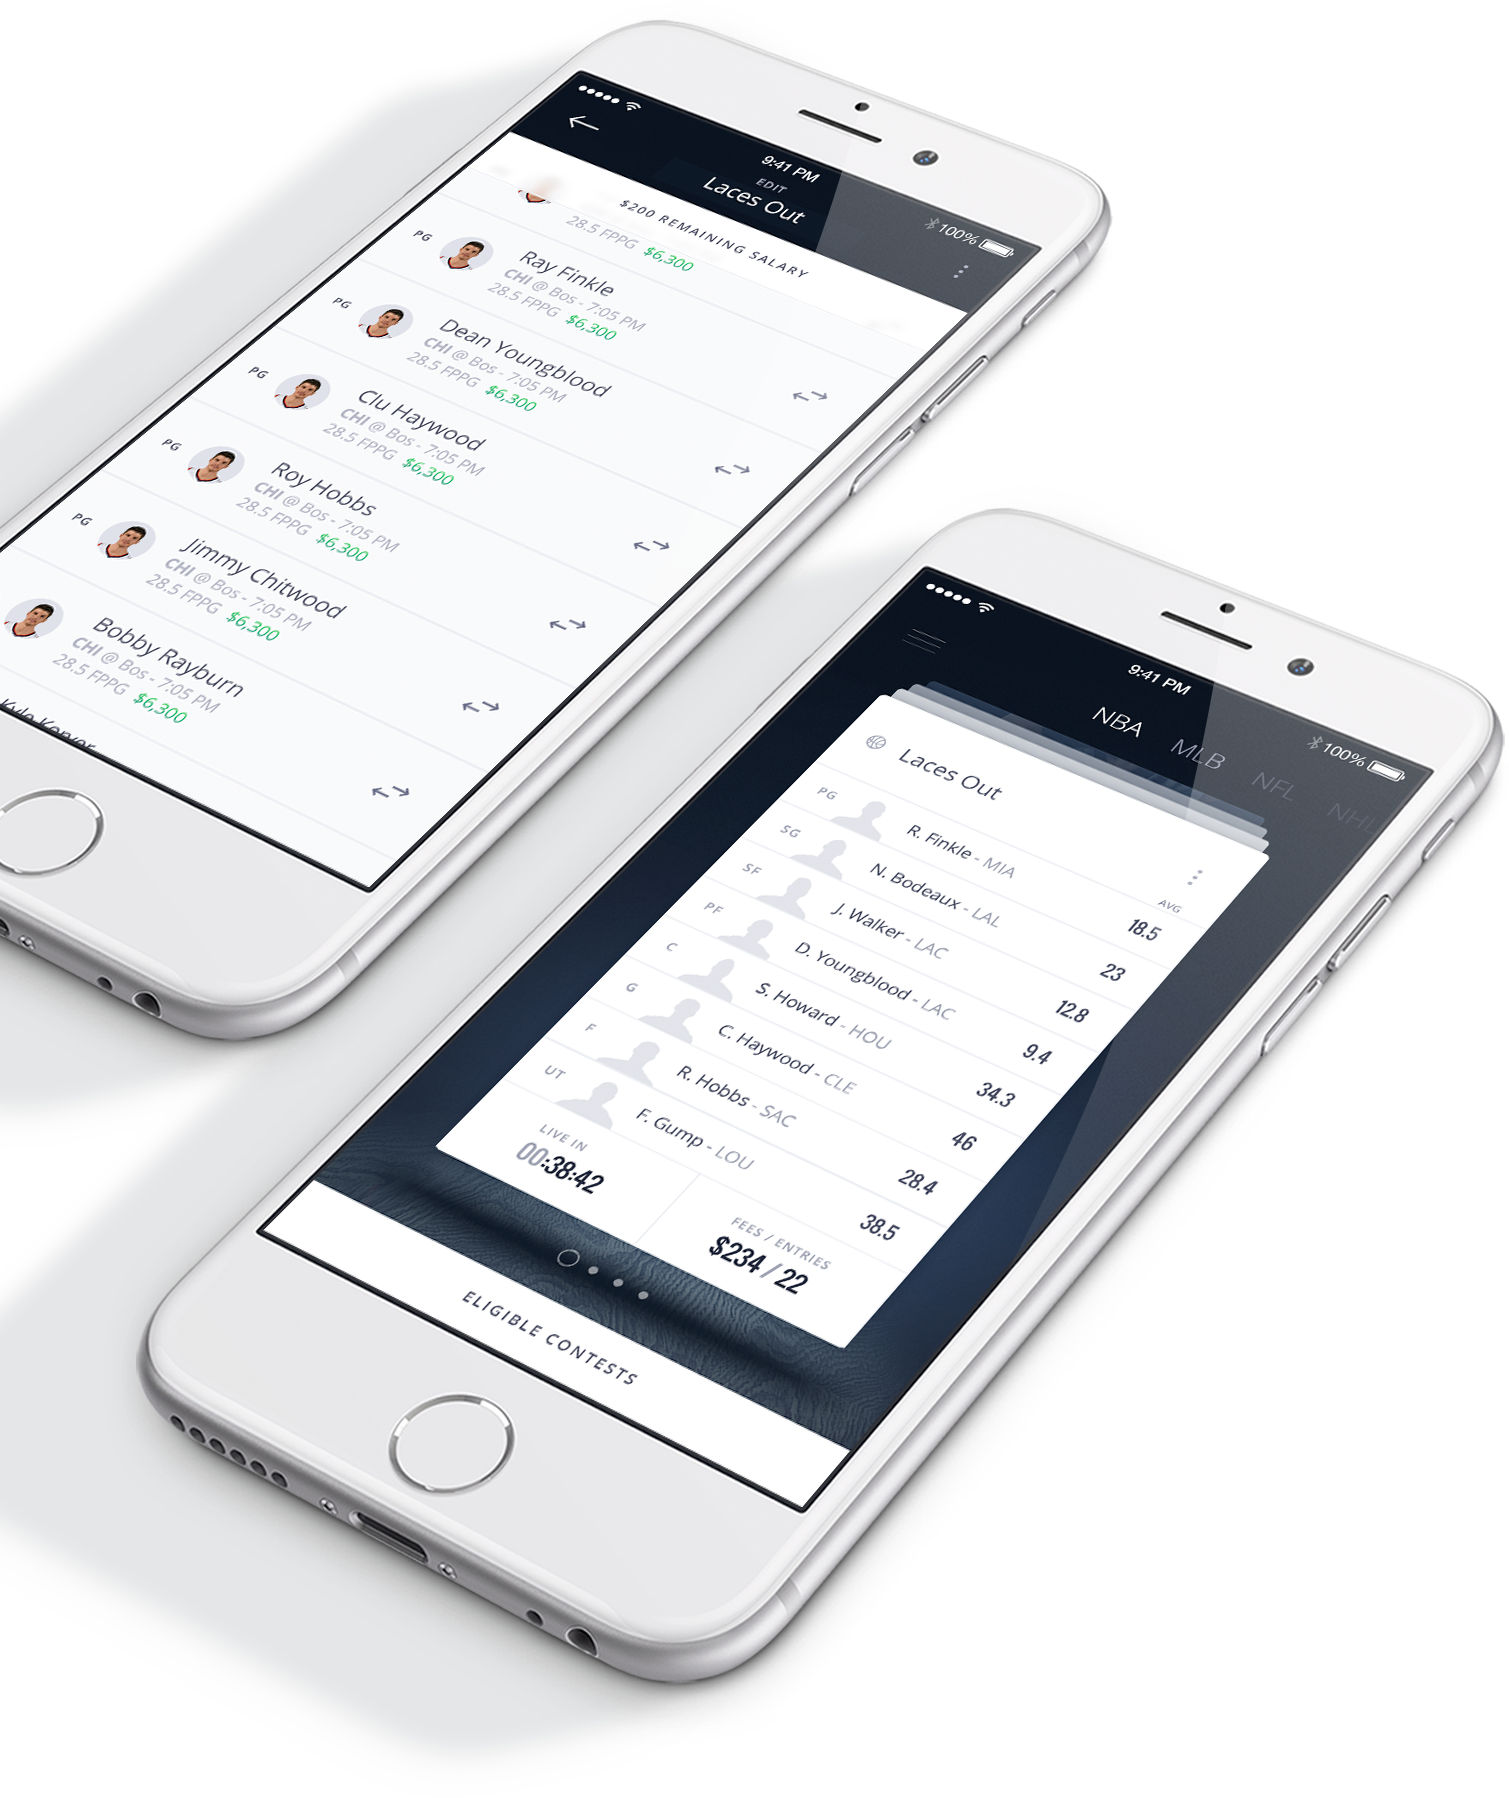 9:41 PM
100%
EDIT
Laces Out
$200 REMAINING SALARY
28.5 FPPG $6,300
PG
Ray Finkle
CHI @ Bos - 7:05 PM
28.5 FPPG $6,300
PG
Dean Youngblood
CHI @ Bos - 7:05 PM
28.5 FPPG $6,300
PG
Clu Haywood
CHI @ Bos - 7:05 PM
28.5 FPPG $6,300
PG
Roy Hobbs
CHI @ Bos - 7:05 PM
28.5 FPPG $6,300
PG
Jimmy Chitwood
CHI @ Bos - 7:05 PM
28.5 FPPG $6,300
Bobby Rayburn
CHI @ Bos - 7:05 PM
28.5 FPPG $6,300
Kyle Korver
9:41 PM
100%
NBA MLB NFL NHL
Laces Out
AVG
PG R. Finkle - MIA 18.5
SG N. Bodeaux - LAL 23
SF J. Walker - LAC 12.8
PF D. Youngblood - LAC 9.4
C S. Howard - HOU 34.3
G C. Haywood - CLE 46
F R. Hobbs - SAC 28.4
UT F. Gump - LOU 38.5
LIVE IN
00:38:42
FEES / ENTRIES
$234 / 22
ELIGIBLE CONTESTS